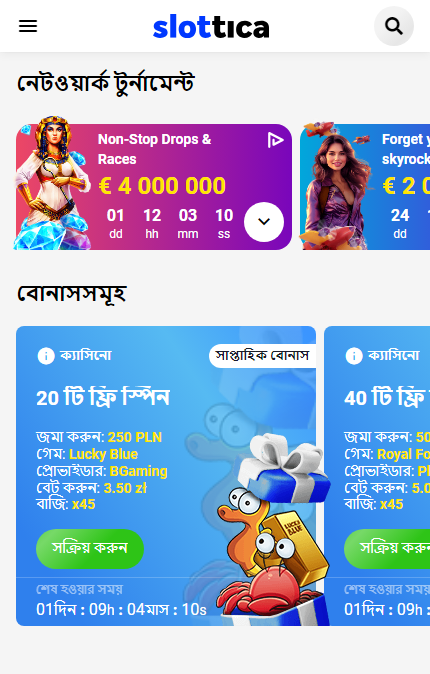 slottica
নেটওয়ার্ক টুর্নামেন্ট
Non-Stop Drops &
Races
€ 4 000 000
01 12 03 10
dd hh mm ss
Forget y
skyrock
€ 2 0
24
dd
বোনাসসমূহ
ক্যাসিনো
সাপ্তাহিক বোনাস
20 টি ফ্রি স্পিন
জমা করুন: 250 PLN
গেম: Lucky Blue
প্রোভাইডার: BGaming
বেট করুন: 3.50 zł
বাজি: x45
সক্রিয় করুন
শেষ হওয়ার সময়
01দিন : 09h : 04মাস : 10s
LUCKY
BLUE
ক্যাসিনো
40 টি ফ্রি
জমা করুন: 50
গেম: Royal Fo
প্রোভাইডার: Pl
বেট করুন: 5.0
বাজি: x45
সক্রিয় করুন
শেষ হওয়ার সময়
01দিন : 09h :